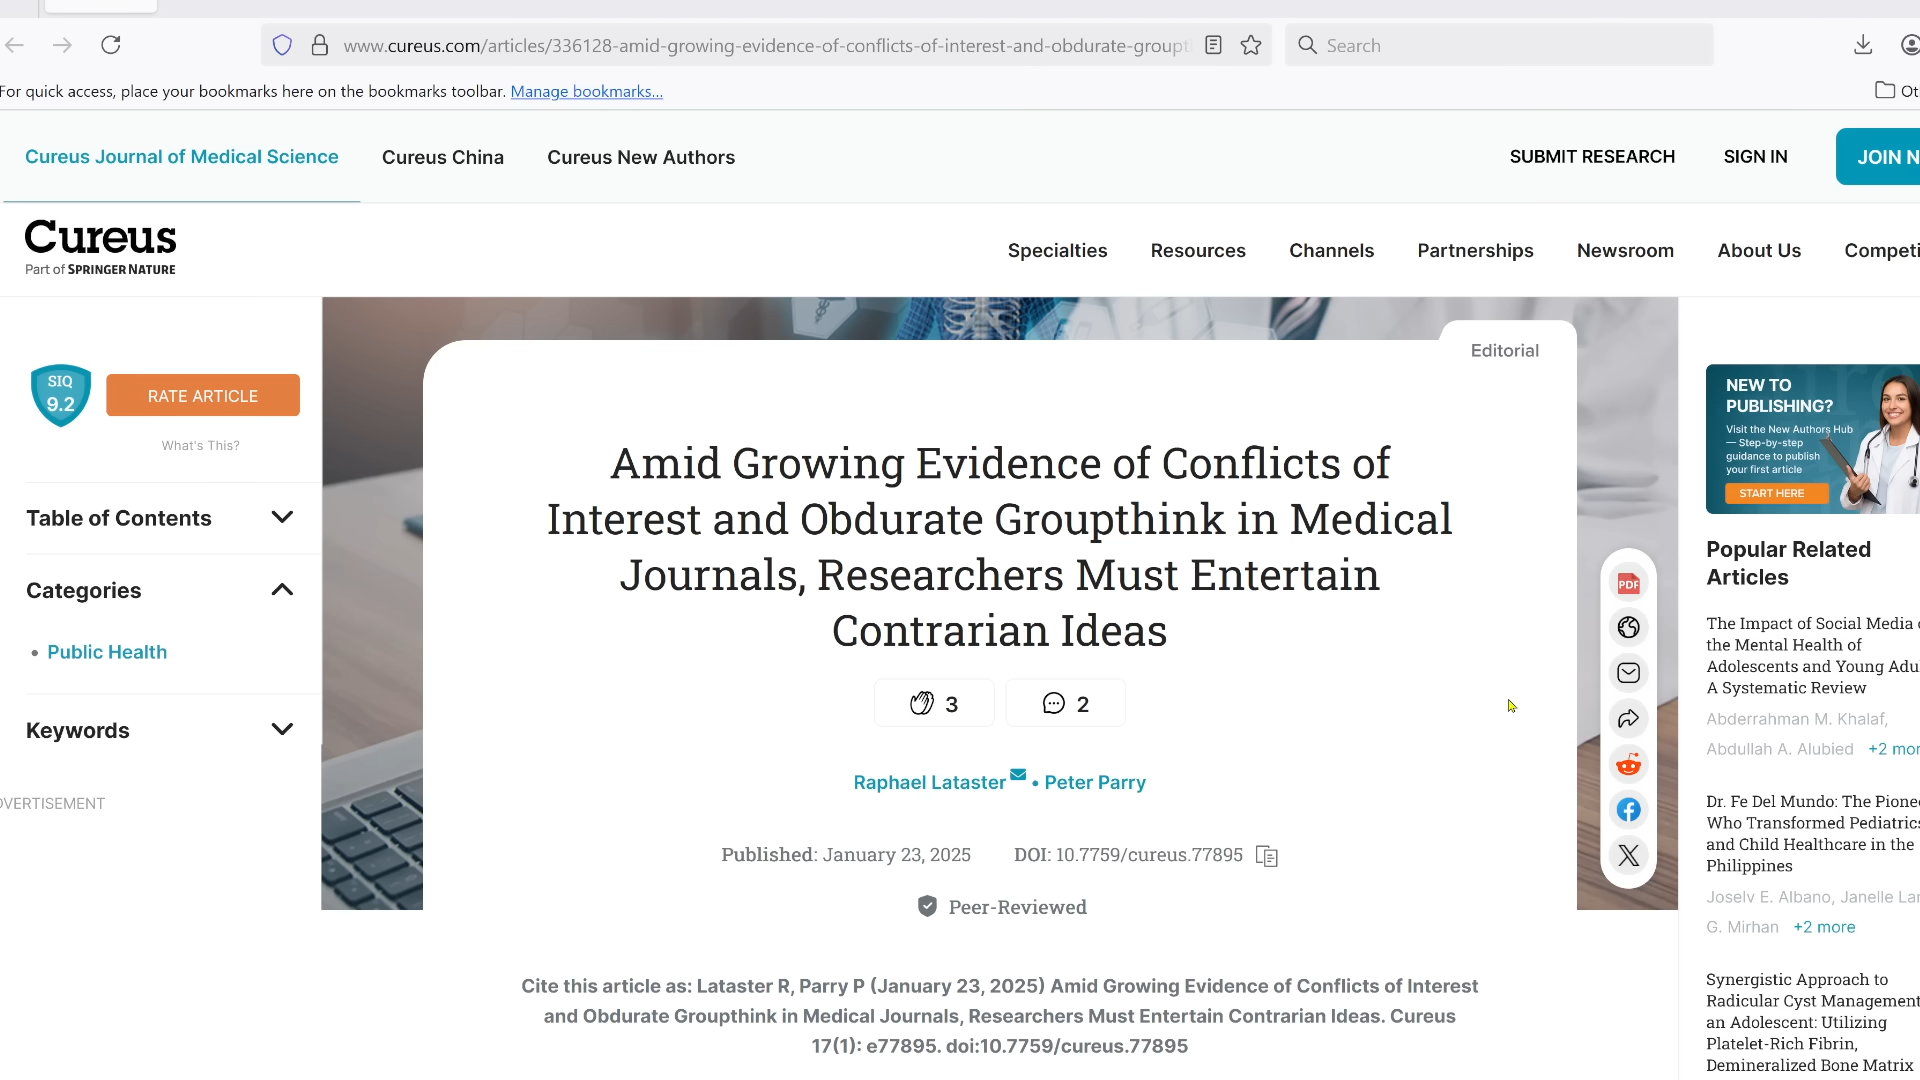 www.cureus.com/articles/336128-amid-growing-evidence-of-conflicts-of-interest-and-obdurate-groupt
Search
For quick access, place your bookmarks here on the bookmarks toolbar. Manage bookmarks...
Cureus Journal of Medical Science
Cureus China
Cureus New Authors
SUBMIT RESEARCH
SIGN IN
JOIN N
Cureus
Part of SPRINGER NATURE
Specialties
Resources
Channels
Partnerships
Newsroom
About Us
Competi
SIQ
9.2
RATE ARTICLE
What's This?
Table of Contents
Categories
• Public Health
Keywords
DVERTISEMENT
Editorial
Amid Growing Evidence of Conflicts of
Interest and Obdurate Groupthink in Medical
Journals, Researchers Must Entertain
Contrarian Ideas
3
2
Raphael Lataster • Peter Parry
Published: January 23, 2025
DOI: 10.7759/cureus.77895
Peer-Reviewed
Cite this article as: Lataster R, Parry P (January 23, 2025) Amid Growing Evidence of Conflicts of Interest
and Obdurate Groupthink in Medical Journals, Researchers Must Entertain Contrarian Ideas. Cureus
17(1): e77895. doi:10.7759/cureus.77895
PDF
NEW TO
PUBLISHING?
Visit the New Authors Hub
— Step-by-step
guidance to publish
your first article
START HERE
Popular Related
Articles
The Impact of Social Media
the Mental Health of
Adolescents and Young Adu
A Systematic Review
Abderrahman M. Khalaf,
Abdullah A. Alubied +2 mor
Dr. Fe Del Mundo: The Pione
Who Transformed Pediatrics
and Child Healthcare in the
Philippines
Joselv E. Albano, Janelle Lar
G. Mirhan +2 more
Synergistic Approach to
Radicular Cyst Management
an Adolescent: Utilizing
Platelet-Rich Fibrin,
Demineralized Bone Matrix